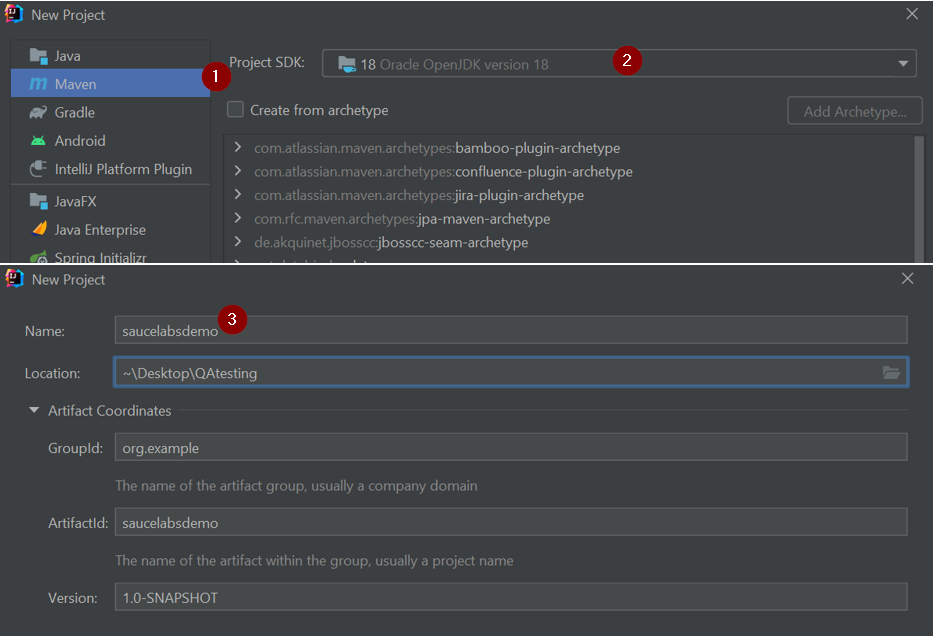 New Project
Java
1
Project SDK: 18 Oracle OpenJDK version 18
2
Maven
Gradle
Create from archetype
Add Archetype...
Android
com.atlassian.maven.archetypes:bamboo-plugin-archetype
IntelliJ Platform Plugin
com.atlassian.maven.archetypes:confluence-plugin-archetype
com.atlassian.maven.archetypes:jira-plugin-archetype
JavaFX
com.rfc.maven.archetypes:jpa-maven-archetype
Java Enterprise
de.akquinet.jbosscc:jbosscc-seam-archetype
Spring Initializr
New Project
Name: saucelabsdemo
3
Location: ~\Desktop\QAtesting
Artifact Coordinates
GroupId: org.example
The name of the artifact group, usually a company domain
ArtifactId: saucelabsdemo
The name of the artifact within the group, usually a project name
Version: 1.0-SNAPSHOT